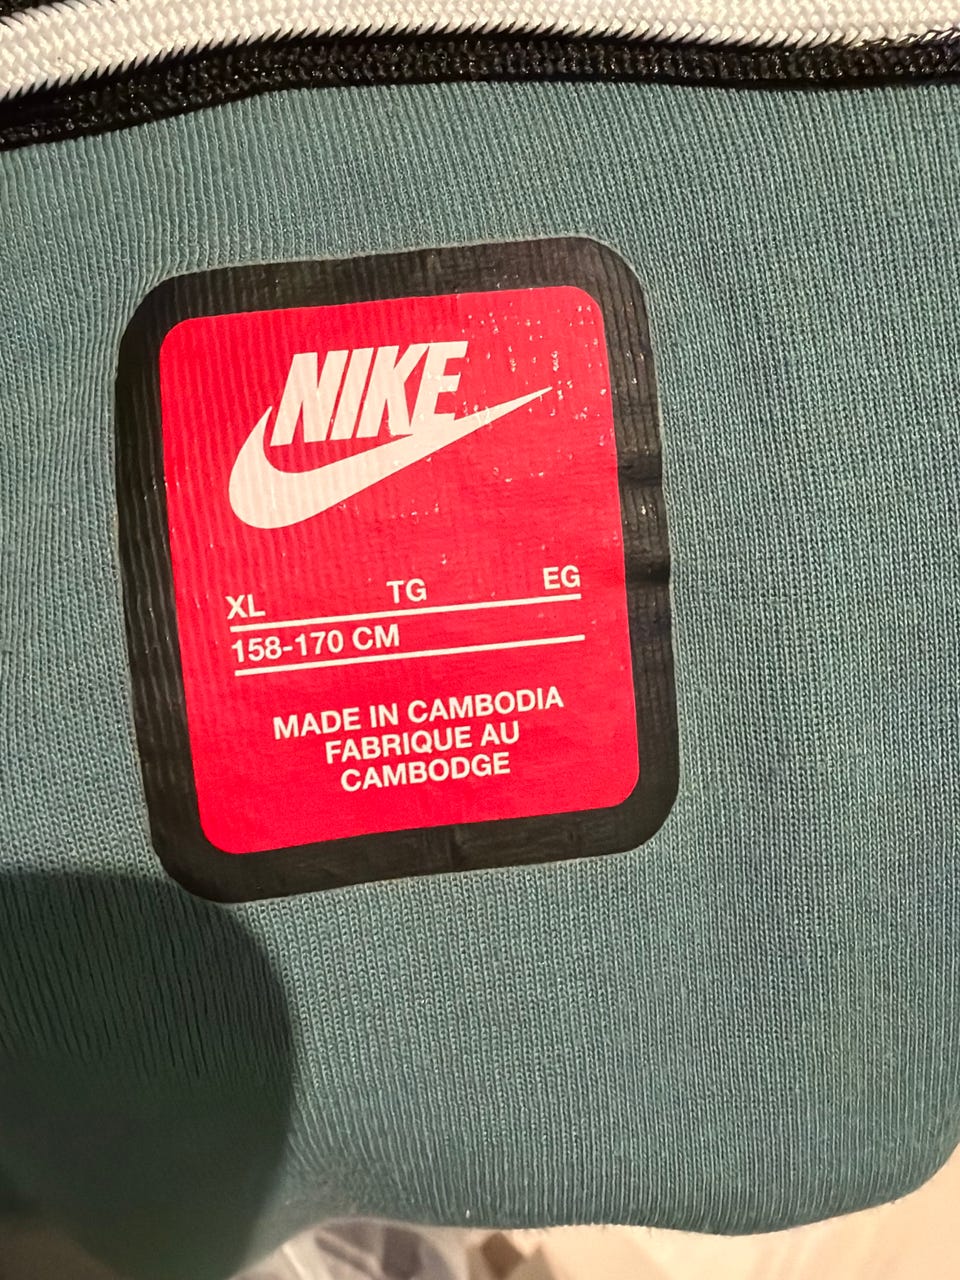 NIKE
XL TG EG
158-170 CM
MADE IN CAMBODIA
FABRIQUE AU
CAMBODGE